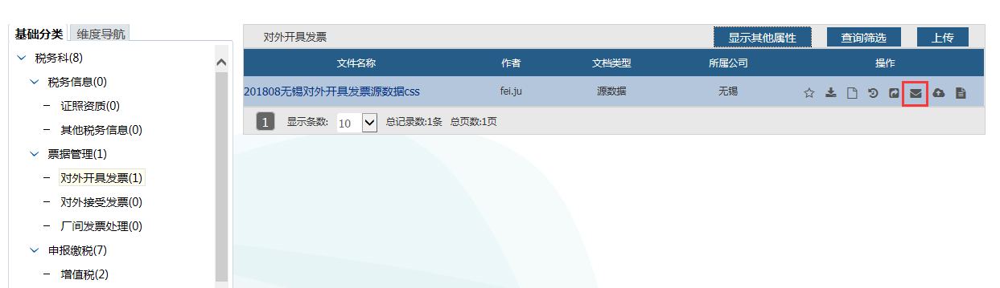 基础分类 维度导航
税务科(8)
税务信息(0)
证照资质(0)
其他税务信息(0)
票据管理(1)
对外开具发票(1)
对外接受发票(0)
厂间发票处理(0)
申报缴税(7)
增值税(2)
对外开具发票 显示其他属性 查询筛选 上传
文件名称 作者 文档类型 所属公司 操作
201808无锡对外开具发票源数据css fei.ju 源数据 无锡
1 显示条数: 10 总记录数:1条 总页数:1页